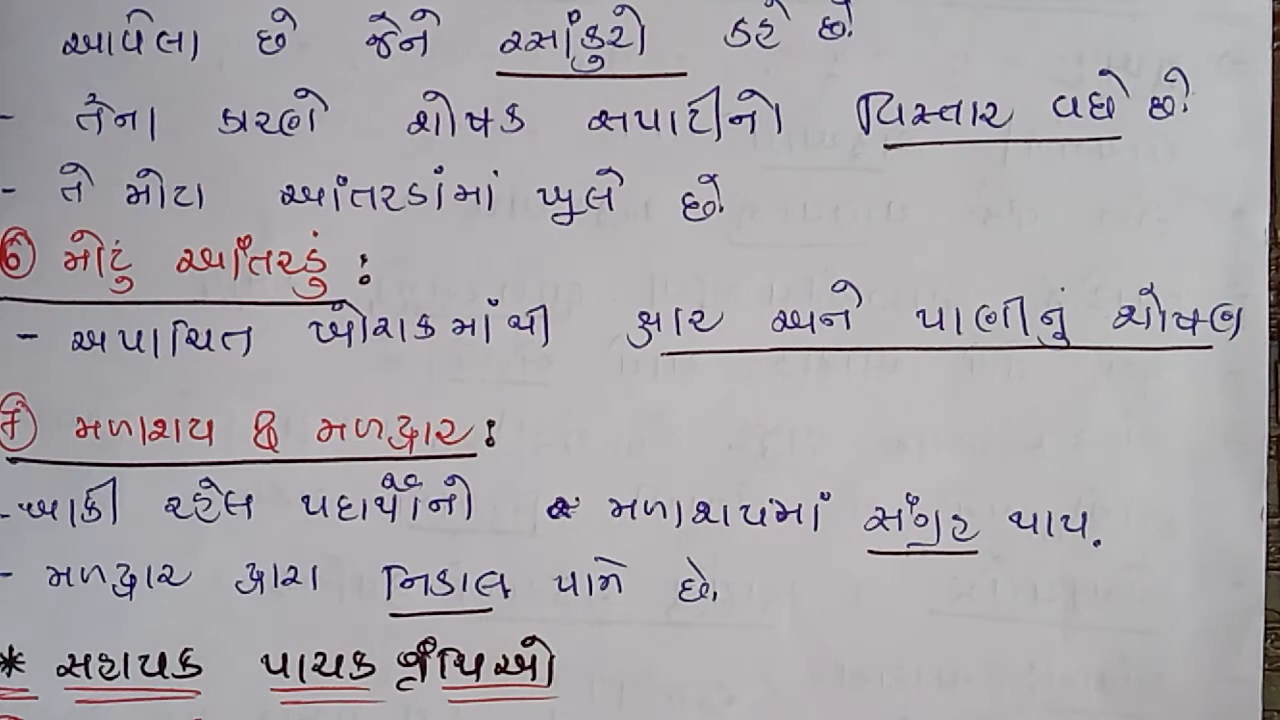 આવેલા છે જેને રસાંકુરો કહે છે.
- તેના કારણે શોષક સપાટીનો વિસ્તાર વધે છે.
- તે મોટા આંતરડાંમાં ખુલે છે.
⑥ મોટું આંતરડું :
- અપાચિત ખોરાકમાંથી ક્ષાર અને પાણીનું શોષણ
⑦ મળાશય & મળદ્વાર :
- બાકી રહેલ પદાર્થોનો મળાશયમાં સંગ્રહ થાય.
- મળદ્વાર દ્વારા નિકાલ પામે છે.
* સહાયક પાચક ગ્રંથિઓ